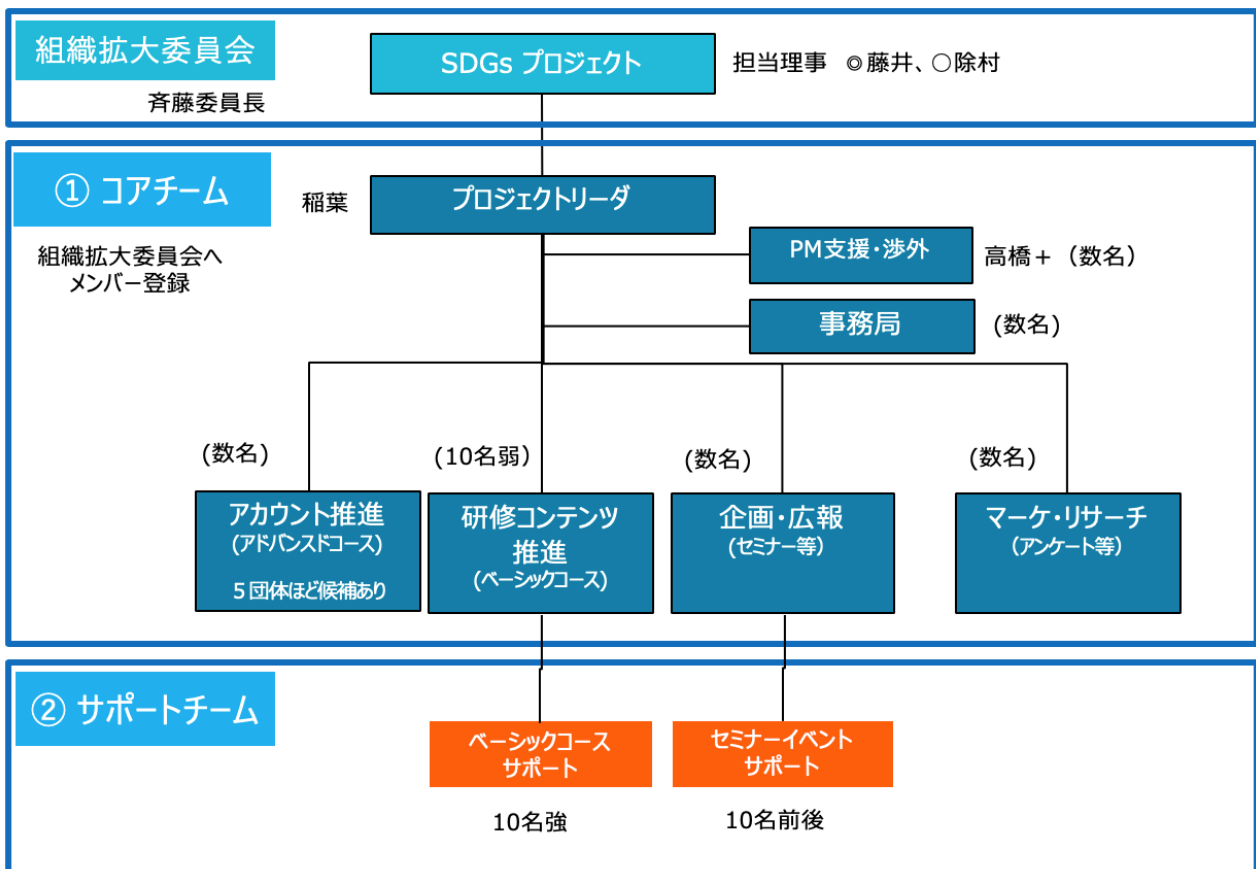 組織拡大委員会
斉藤委員長
SDGs プロジェクト
担当理事 ◎藤井、○除村
① コアチーム
組織拡大委員会へ
メンバー登録
稲葉
プロジェクトリーダ
PM支援・渉外
高橋＋（数名）
事務局
(数名)
(数名)
アカウント推進
(アドバンスドコース)
５団体ほど候補あり
(10名弱）
研修コンテンツ
推進
(ベーシックコース)
(数名)
企画・広報
(セミナー等)
(数名)
マーケ・リサーチ
(アンケート等)
② サポートチーム
ベーシックコース
サポート
10名強
セミナーイベント
サポート
10名前後